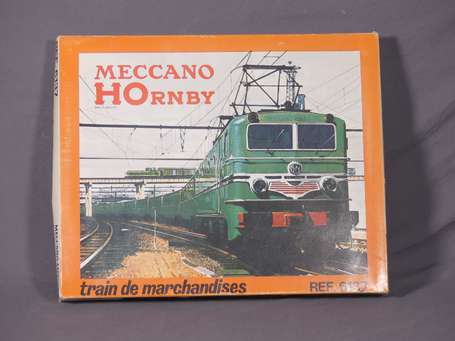 MECCANO
HORNBY
train de marchandises
REF.